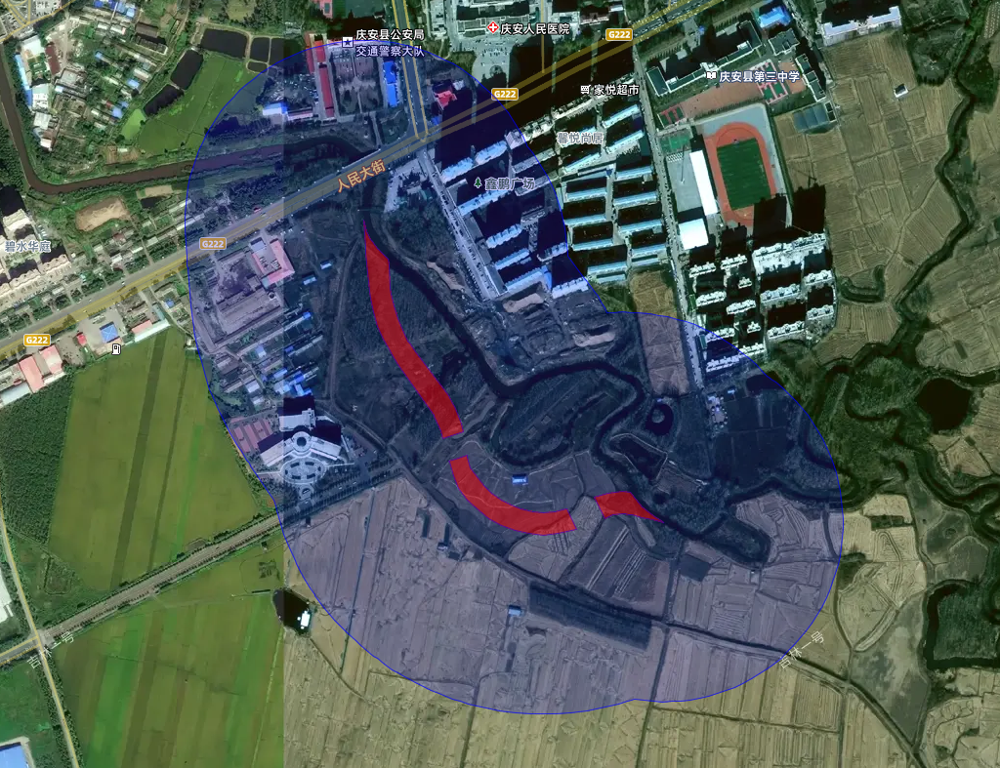 庆安县公安局
交通警察大队
庆安人民医院
G222
庆安县第三中学
G222
家悦超市
馨悦尚居
人民大街
鑫鹏广场
碧水华庭
G222
G222
吉林一号
吉林一号